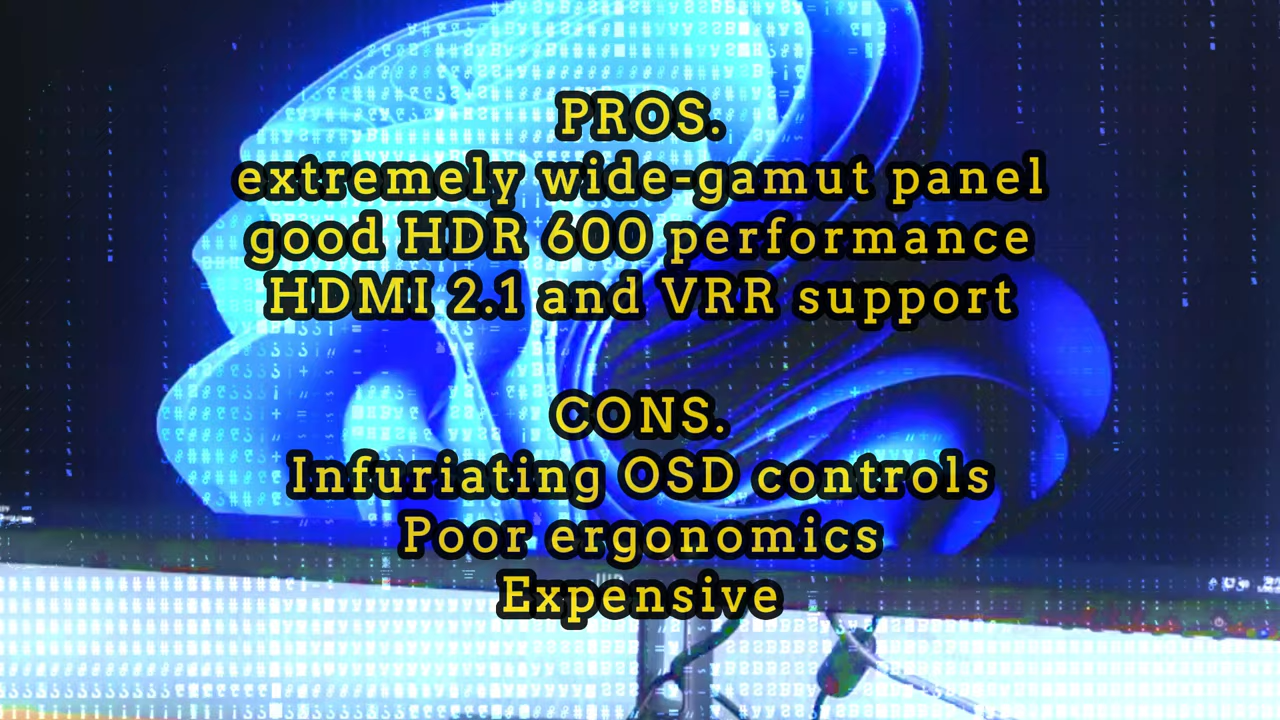 PROS.
extremely wide-gamut panel
good HDR 600 performance
HDMI 2.1 and VRR support
CONS.
Infuriating OSD controls
Poor ergonomics
Expensive